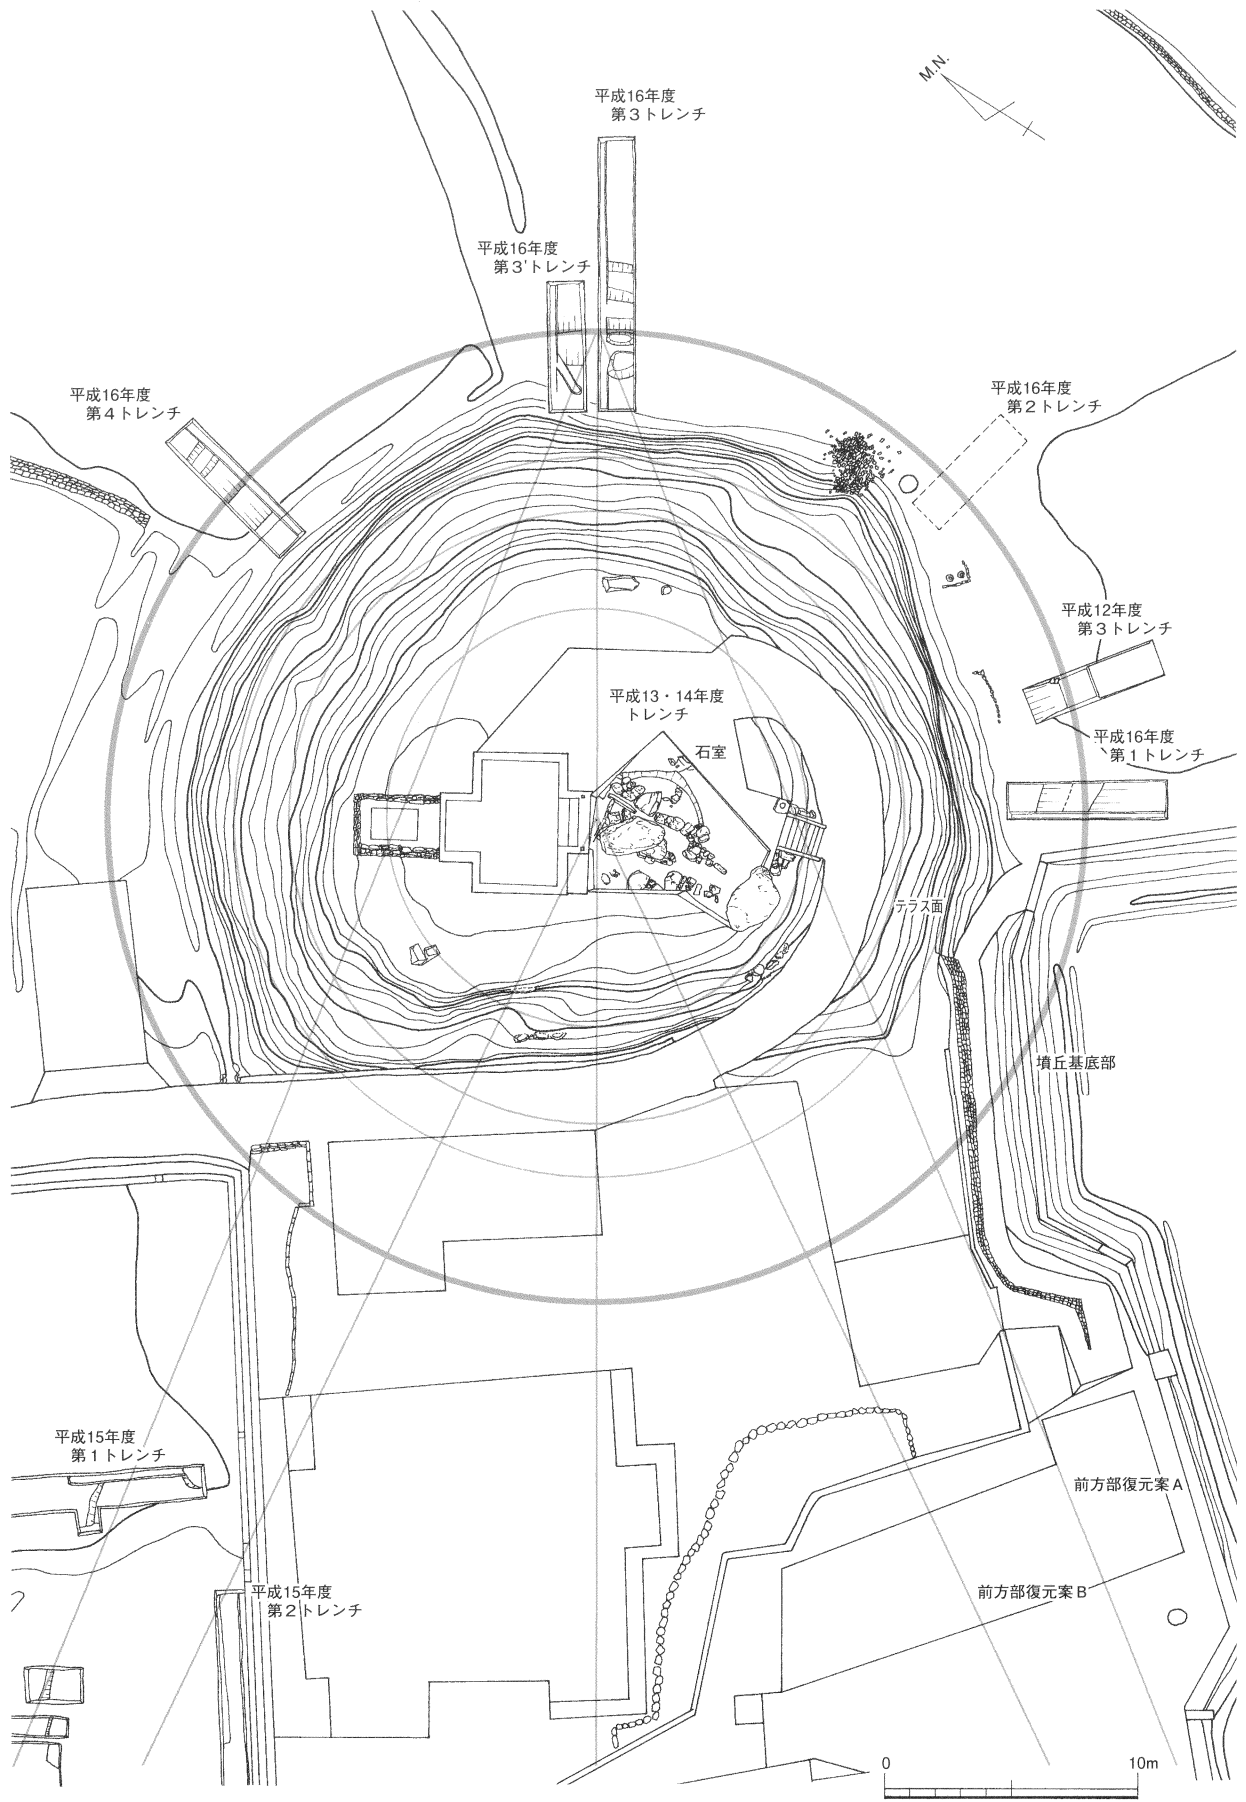 M.N.
平成16年度
第3トレンチ
平成16年度
第3'トレンチ
平成16年度
第4トレンチ
平成16年度
第2トレンチ
平成12年度
第3トレンチ
平成13・14年度
トレンチ
石室
平成16年度
第1トレンチ
テラス面
墳丘基底部
平成15年度
第1トレンチ
前方部復元案A
平成15年度
第2トレンチ
前方部復元案B
0
10m